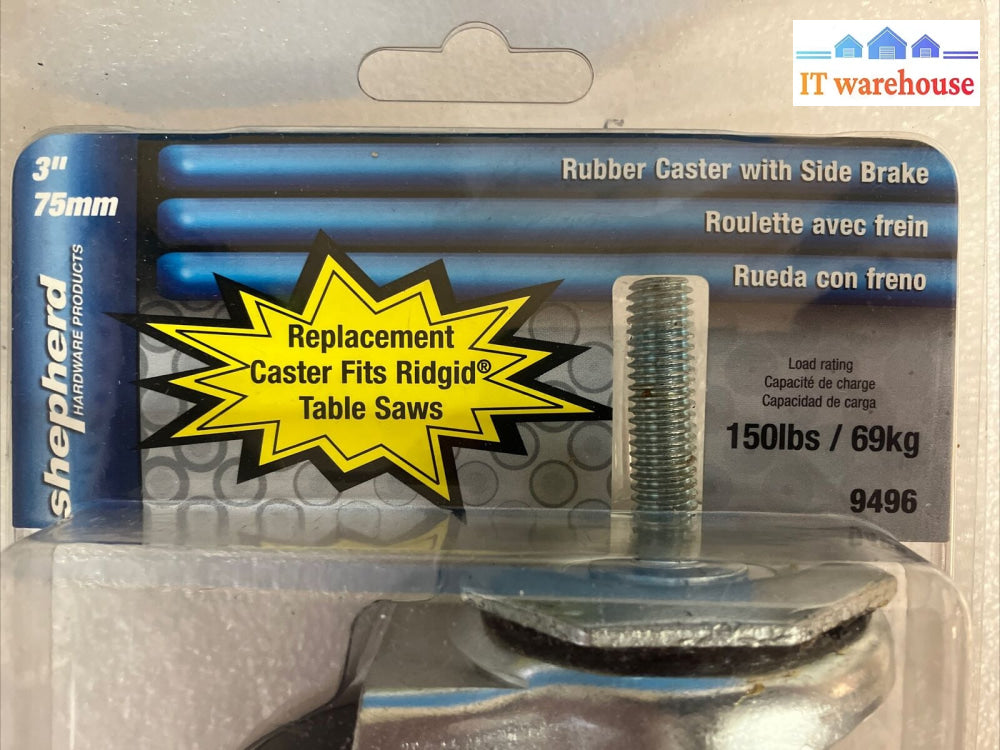 IT warehouse
3"
75mm
shepherd
HARDWARE PRODUCTS
Rubber Caster with Side Brake
Roulette avec frein
Rueda con freno
Replacement
Caster Fits Ridgid®
Table Saws
Load rating
Capacité de charge
Capacidad de carga
150lbs / 69kg
9496